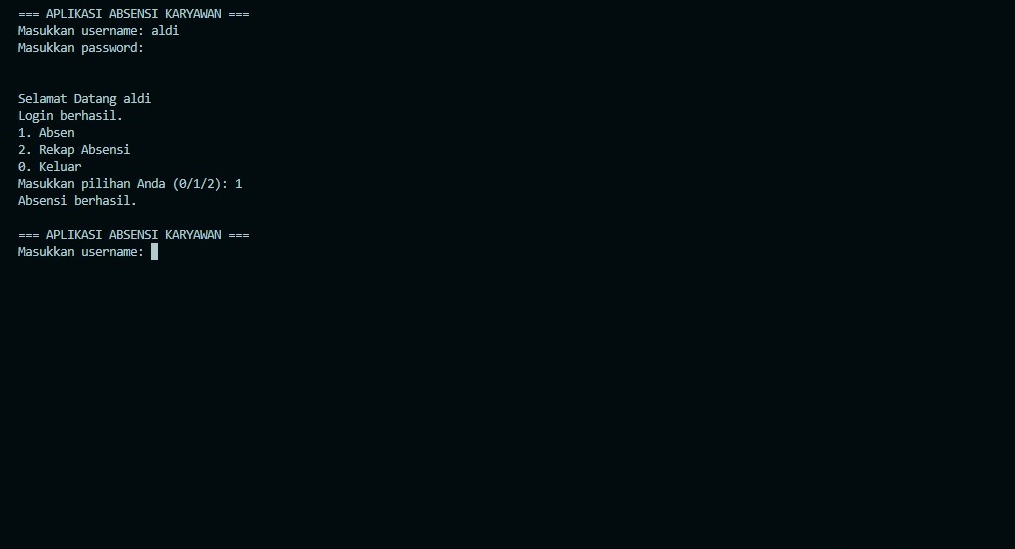 === APLIKASI ABSENSI KARYAWAN ===
Masukkan username: aldi
Masukkan password:
Selamat Datang aldi
Login berhasil.
1. Absen
2. Rekap Absensi
0. Keluar
Masukkan pilihan Anda (0/1/2): 1
Absensi berhasil.
=== APLIKASI ABSENSI KARYAWAN ===
Masukkan username: